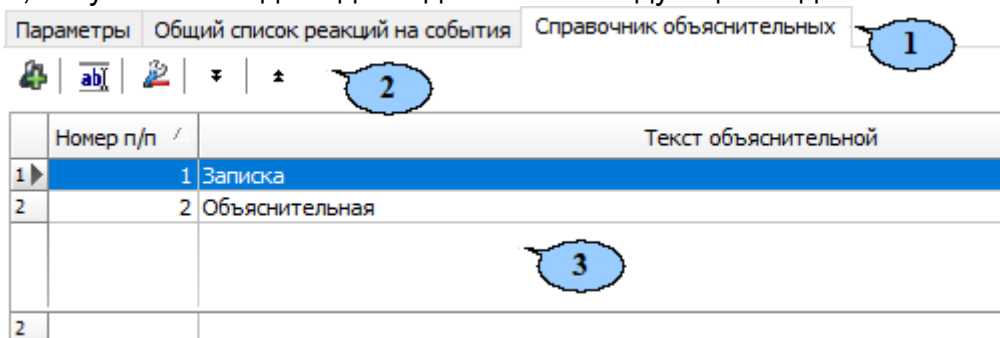 Параметры Общий список реакций на события Справочник объяснительных
1
ab
2
Номер п/п Текст объяснительной
1 1 Записка
2 2 Объяснительная
3
2